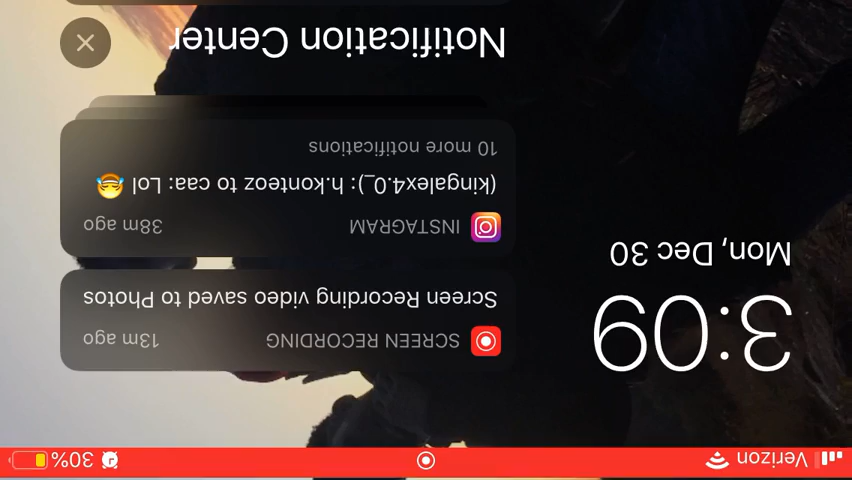 Verizon
30%
3:09
Mon, Dec 30
SCREEN RECORDING
13m ago
Screen Recording video saved to Photos
INSTAGRAM
38m ago
(kingalex4.0_): h.konteoz to caa: Lol 😇
10 more notifications
Notification Center